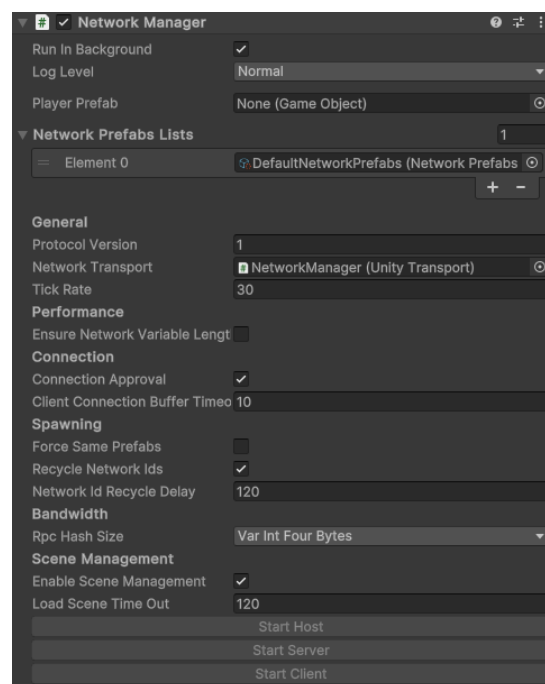 Network Manager
Run In Background
Log Level Normal
Player Prefab None (Game Object)
Network Prefabs Lists 1
Element 0 DefaultNetworkPrefabs (Network Prefabs
+ -
General
Protocol Version 1
Network Transport NetworkManager (Unity Transport)
Tick Rate 30
Performance
Ensure Network Variable Lengt
Connection
Connection Approval
Client Connection Buffer Timeo 10
Spawning
Force Same Prefabs
Recycle Network Ids
Network Id Recycle Delay 120
Bandwidth
Rpc Hash Size Var Int Four Bytes
Scene Management
Enable Scene Management
Load Scene Time Out 120
Start Host
Start Server
Start Client